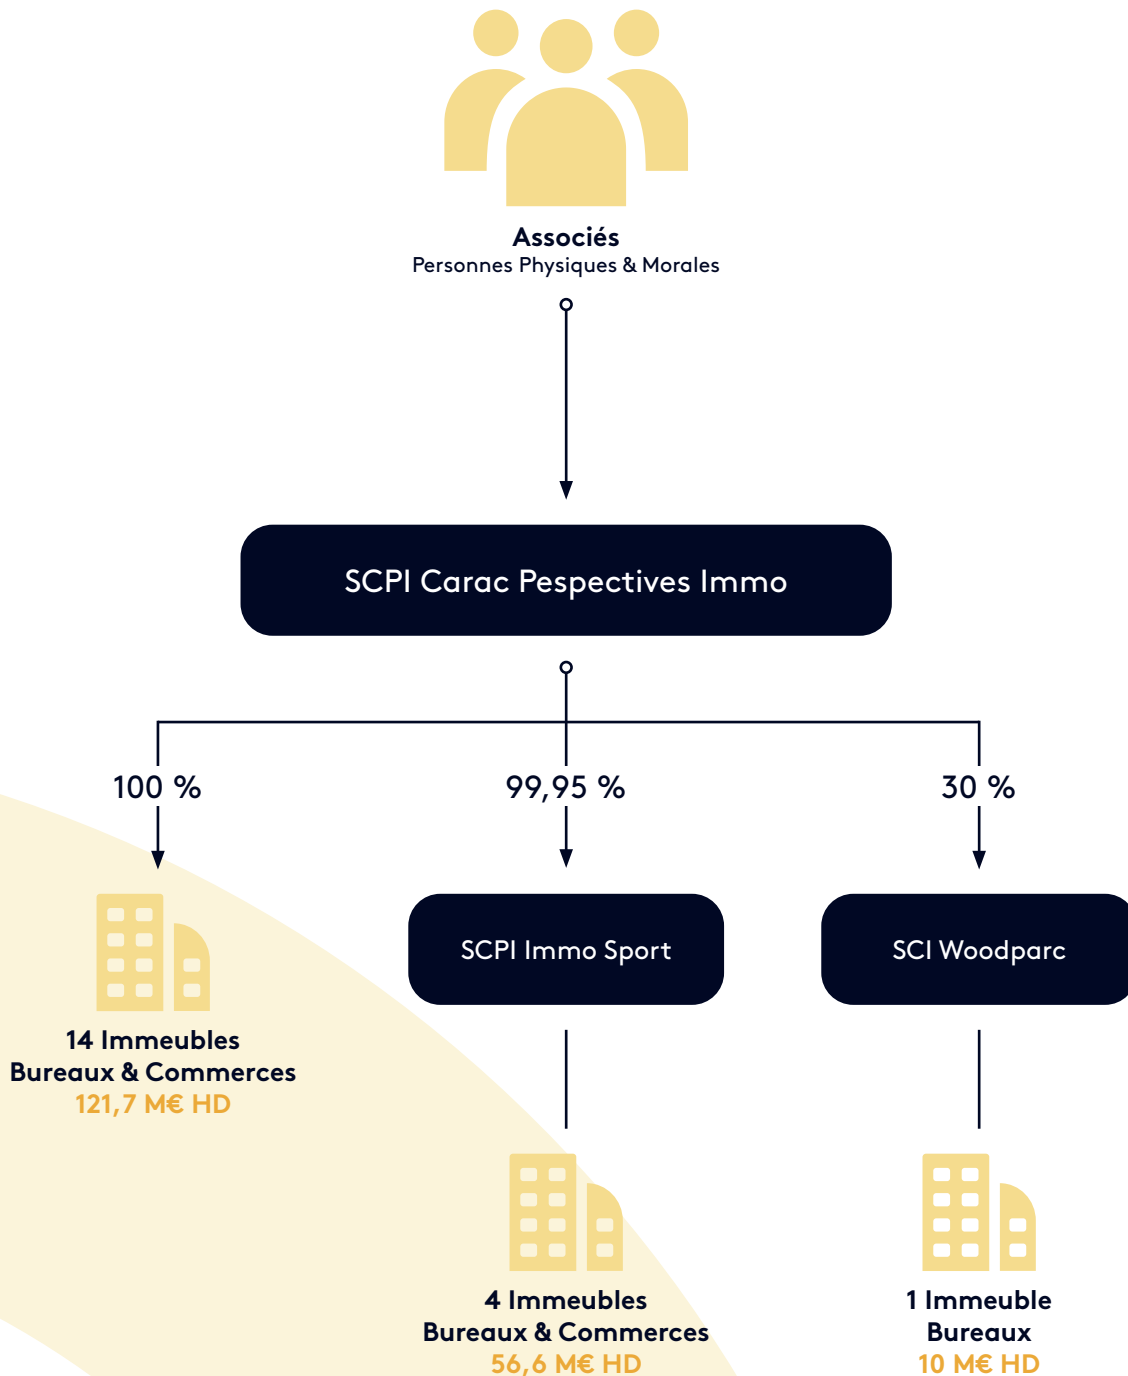 Associés
Personnes Physiques & Morales
SCPI Carac Pespectives Immo
100 %
99,95 %
30 %
SCPI Immo Sport
SCI Woodparc
14 Immeubles
Bureaux & Commerces
121,7 M€ HD
4 Immeubles
Bureaux & Commerces
56,6 M€ HD
1 Immeuble
Bureaux
10 M€ HD